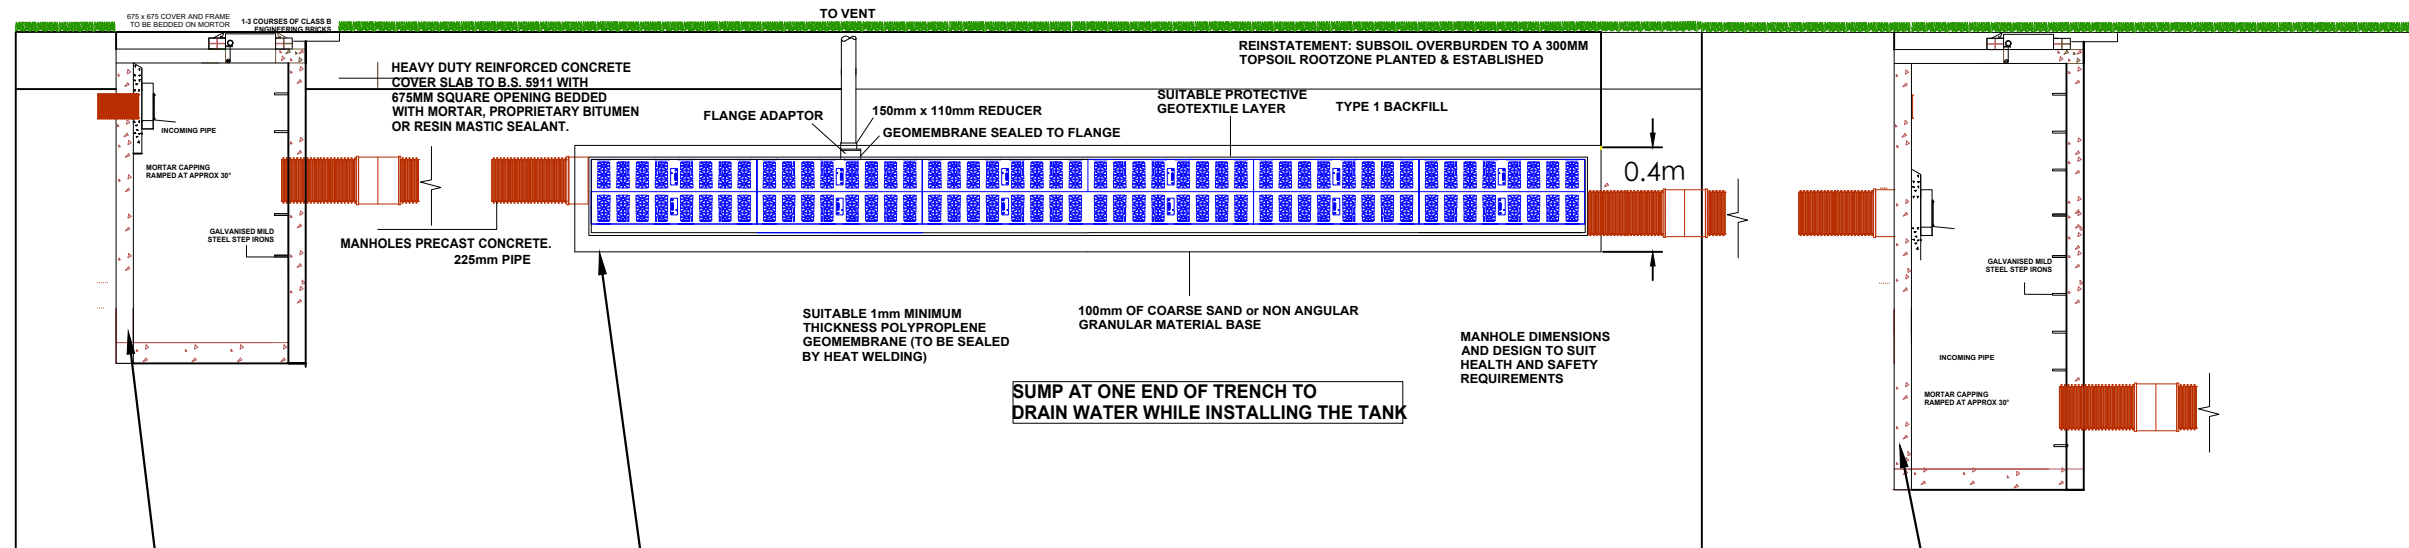 TO VENT
675 x 675 COVER AND FRAME
TO BE BEDDED ON MORTOR
1-3 COURSES OF CLASS B
ENGINEERING BRICKS
HEAVY DUTY REINFORCED CONCRETE
COVER SLAB TO B.S. 5911 WITH
675MM SQUARE OPENING BEDDED
WITH MORTAR, PROPRIETARY BITUMEN
OR RESIN MASTIC SEALANT.
REINSTATEMENT: SUBSOIL OVERBURDEN TO A 300MM
TOPSOIL ROOTZONE PLANTED & ESTABLISHED
FLANGE ADAPTOR
150mm x 110mm REDUCER
GEOMEMBRANE SEALED TO FLANGE
SUITABLE PROTECTIVE
GEOTEXTILE LAYER
TYPE 1 BACKFILL
INCOMING PIPE
MORTAR CAPPING
RAMPED AT APPROX 30°
0.4m
GALVANISED MILD
STEEL STEP IRONS
MANHOLES PRECAST CONCRETE.
225mm PIPE
SUITABLE 1mm MINIMUM
THICKNESS POLYPROPLENE
GEOMEMBRANE (TO BE SEALED
BY HEAT WELDING)
100mm OF COARSE SAND or NON ANGULAR
GRANULAR MATERIAL BASE
MANHOLE DIMENSIONS
AND DESIGN TO SUIT
HEALTH AND SAFETY
REQUIREMENTS
SUMP AT ONE END OF TRENCH TO
DRAIN WATER WHILE INSTALLING THE TANK
GALVANISED MILD
STEEL STEP IRONS
INCOMING PIPE
MORTAR CAPPING
RAMPED AT APPROX 30°